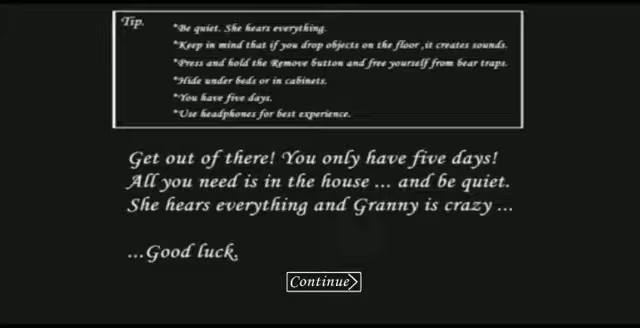 Tip.
*Be quiet. She hears everything.
*Keep in mind that if you drop objects on the floor ,it creates sounds.
*Press and hold the Remove button and free yourself from bear traps.
*Hide under beds or in cabinets.
*You have five days.
*Use headphones for best experience.
Get out of there! You only have five days!
All you need is in the house ... and be quiet.
She hears everything and Granny is crazy ...
...Good luck.
Continue